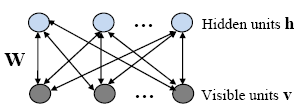 ... Hidden units h
W
... Visible units v